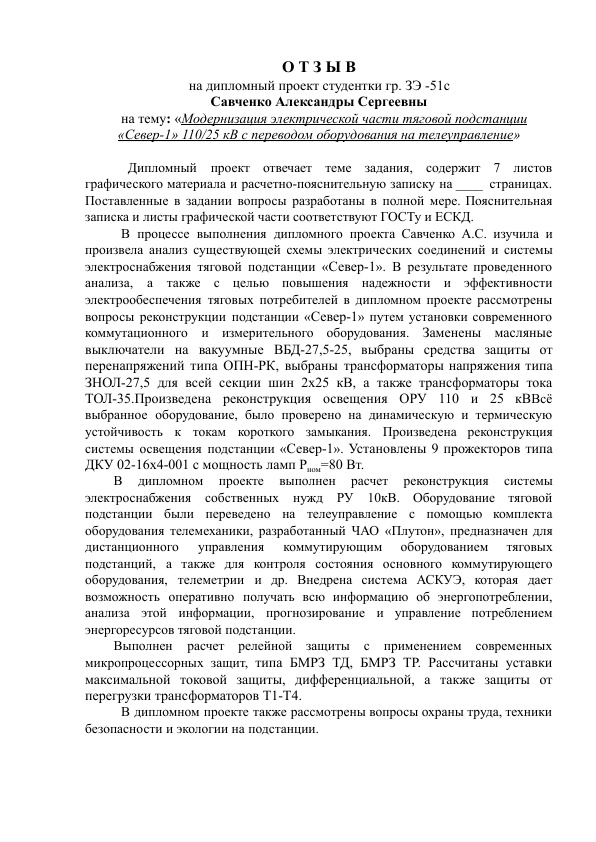 О Т З Ы В
на дипломный проект студентки гр. ЗЭ -51с
Савченко Александры Сергеевны
на тему: «Модернизация электрической части тяговой подстанции
«Север-1» 110/25 кВ с переводом оборудования на телеуправление»
Дипломный проект отвечает теме задания, содержит 7 листов
графического материала и расчетно-пояснительную записку на ____ страницах.
Поставленные в задании вопросы разработаны в полной мере. Пояснительная
записка и листы графической части соответствуют ГОСТу и ЕСКД.
В процессе выполнения дипломного проекта Савченко А.С. изучила и
произвела анализ существующей схемы электрических соединений и системы
электроснабжения тяговой подстанции «Север-1». В результате проведенного
анализа, а также с целью повышения надежности и эффективности
электрообеспечения тяговых потребителей в дипломном проекте рассмотрены
вопросы реконструкции подстанции «Север-1» путем установки современного
коммутационного и измерительного оборудования. Заменены масляные
выключатели на вакуумные ВБД-27,5-25, выбраны средства защиты от
перенапряжений типа ОПН-РК, выбраны трансформаторы напряжения типа
ЗНОЛ-27,5 для всей секции шин 2х25 кВ, а также трансформаторы тока
ТОЛ-35.Произведена реконструкция освещения ОРУ 110 и 25 кВВсё
выбранное оборудование, было проверено на динамическую и термическую
устойчивость к токам короткого замыкания. Произведена реконструкция
системы освещения подстанции «Север-1». Установлены 9 прожекторов типа
ДКУ 02-16х4-001 с мощность ламп Рном=80 Вт.
В дипломном проекте выполнен расчет реконструкция системы
электроснабжения собственных нужд РУ 10кВ. Оборудование тяговой
подстанции были переведено на телеуправление с помощью комплекта
оборудования телемеханики, разработанный ЧАО «Плутон», предназначен для
дистанционного управления коммутирующим оборудованием тяговых
подстанций, а также для контроля состояния основного коммутирующего
оборудования, телеметрии и др. Внедрена система АСКУЭ, которая дает
возможность оперативно получать всю информацию об энергопотреблении,
анализа этой информации, прогнозирование и управление потреблением
энергоресурсов тяговой подстанции.
Выполнен расчет релейной защиты с применением современных
микропроцессорных защит, типа БМРЗ ТД, БМРЗ ТР. Рассчитаны уставки
максимальной токовой защиты, дифференциальной, а также защиты от
перегрузки трансформаторов Т1-Т4.
В дипломном проекте также рассмотрены вопросы охраны труда, техники
безопасности и экологии на подстанции.